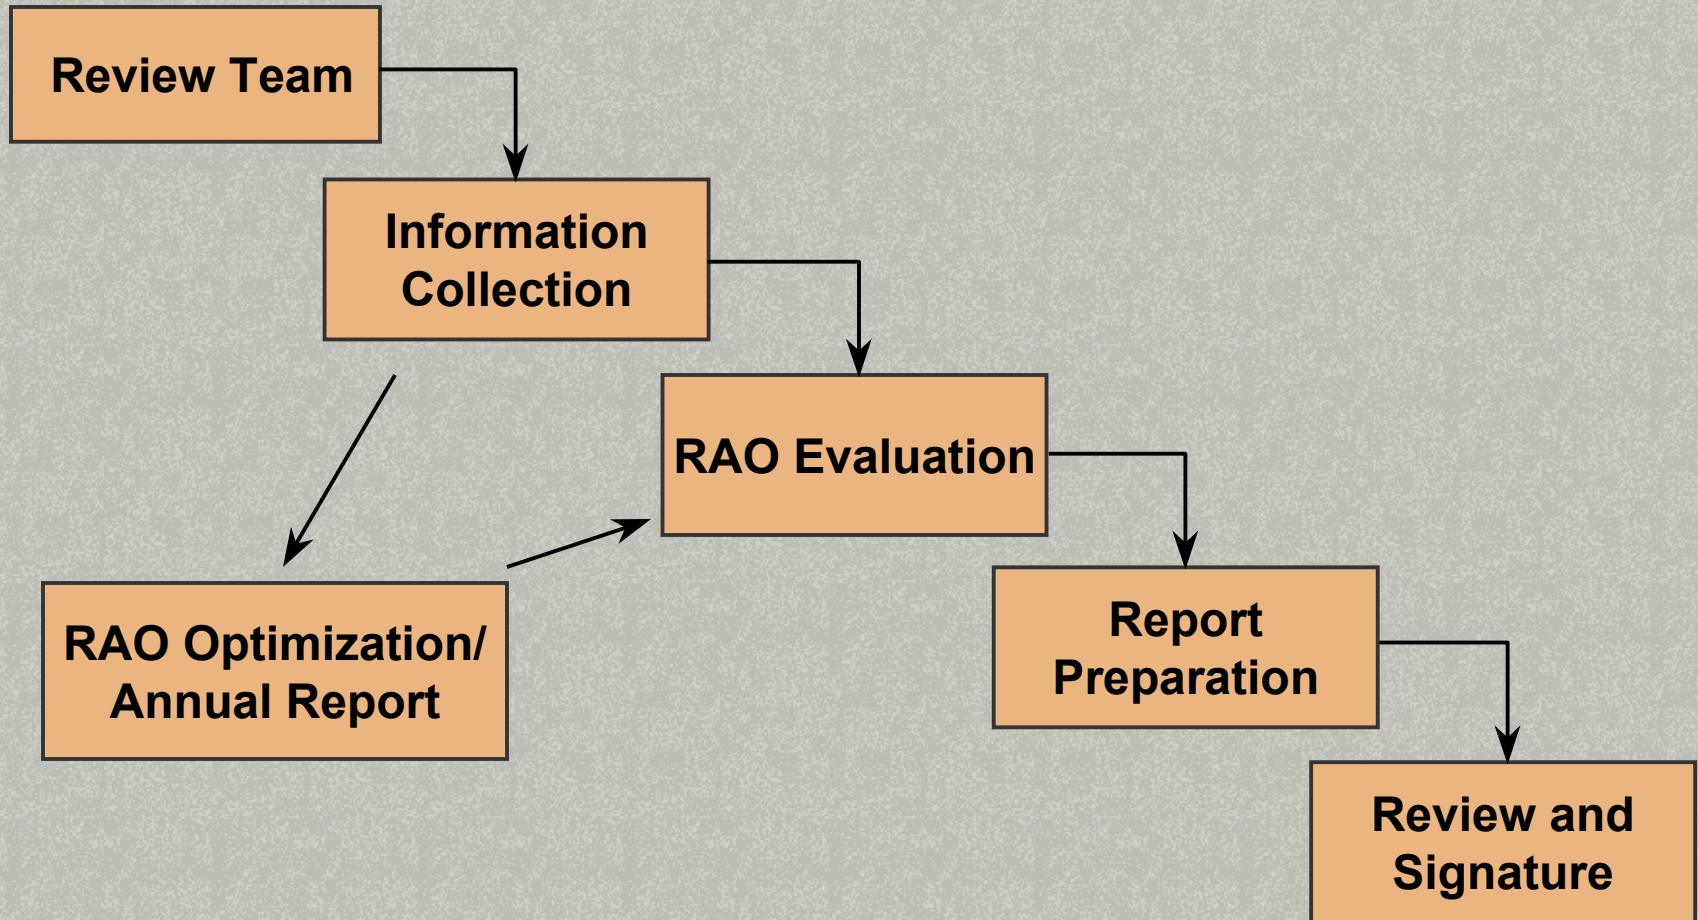 Review Team
Information
Collection
RAO Evaluation
RAO Optimization/
Annual Report
Report
Preparation
Review and
Signature